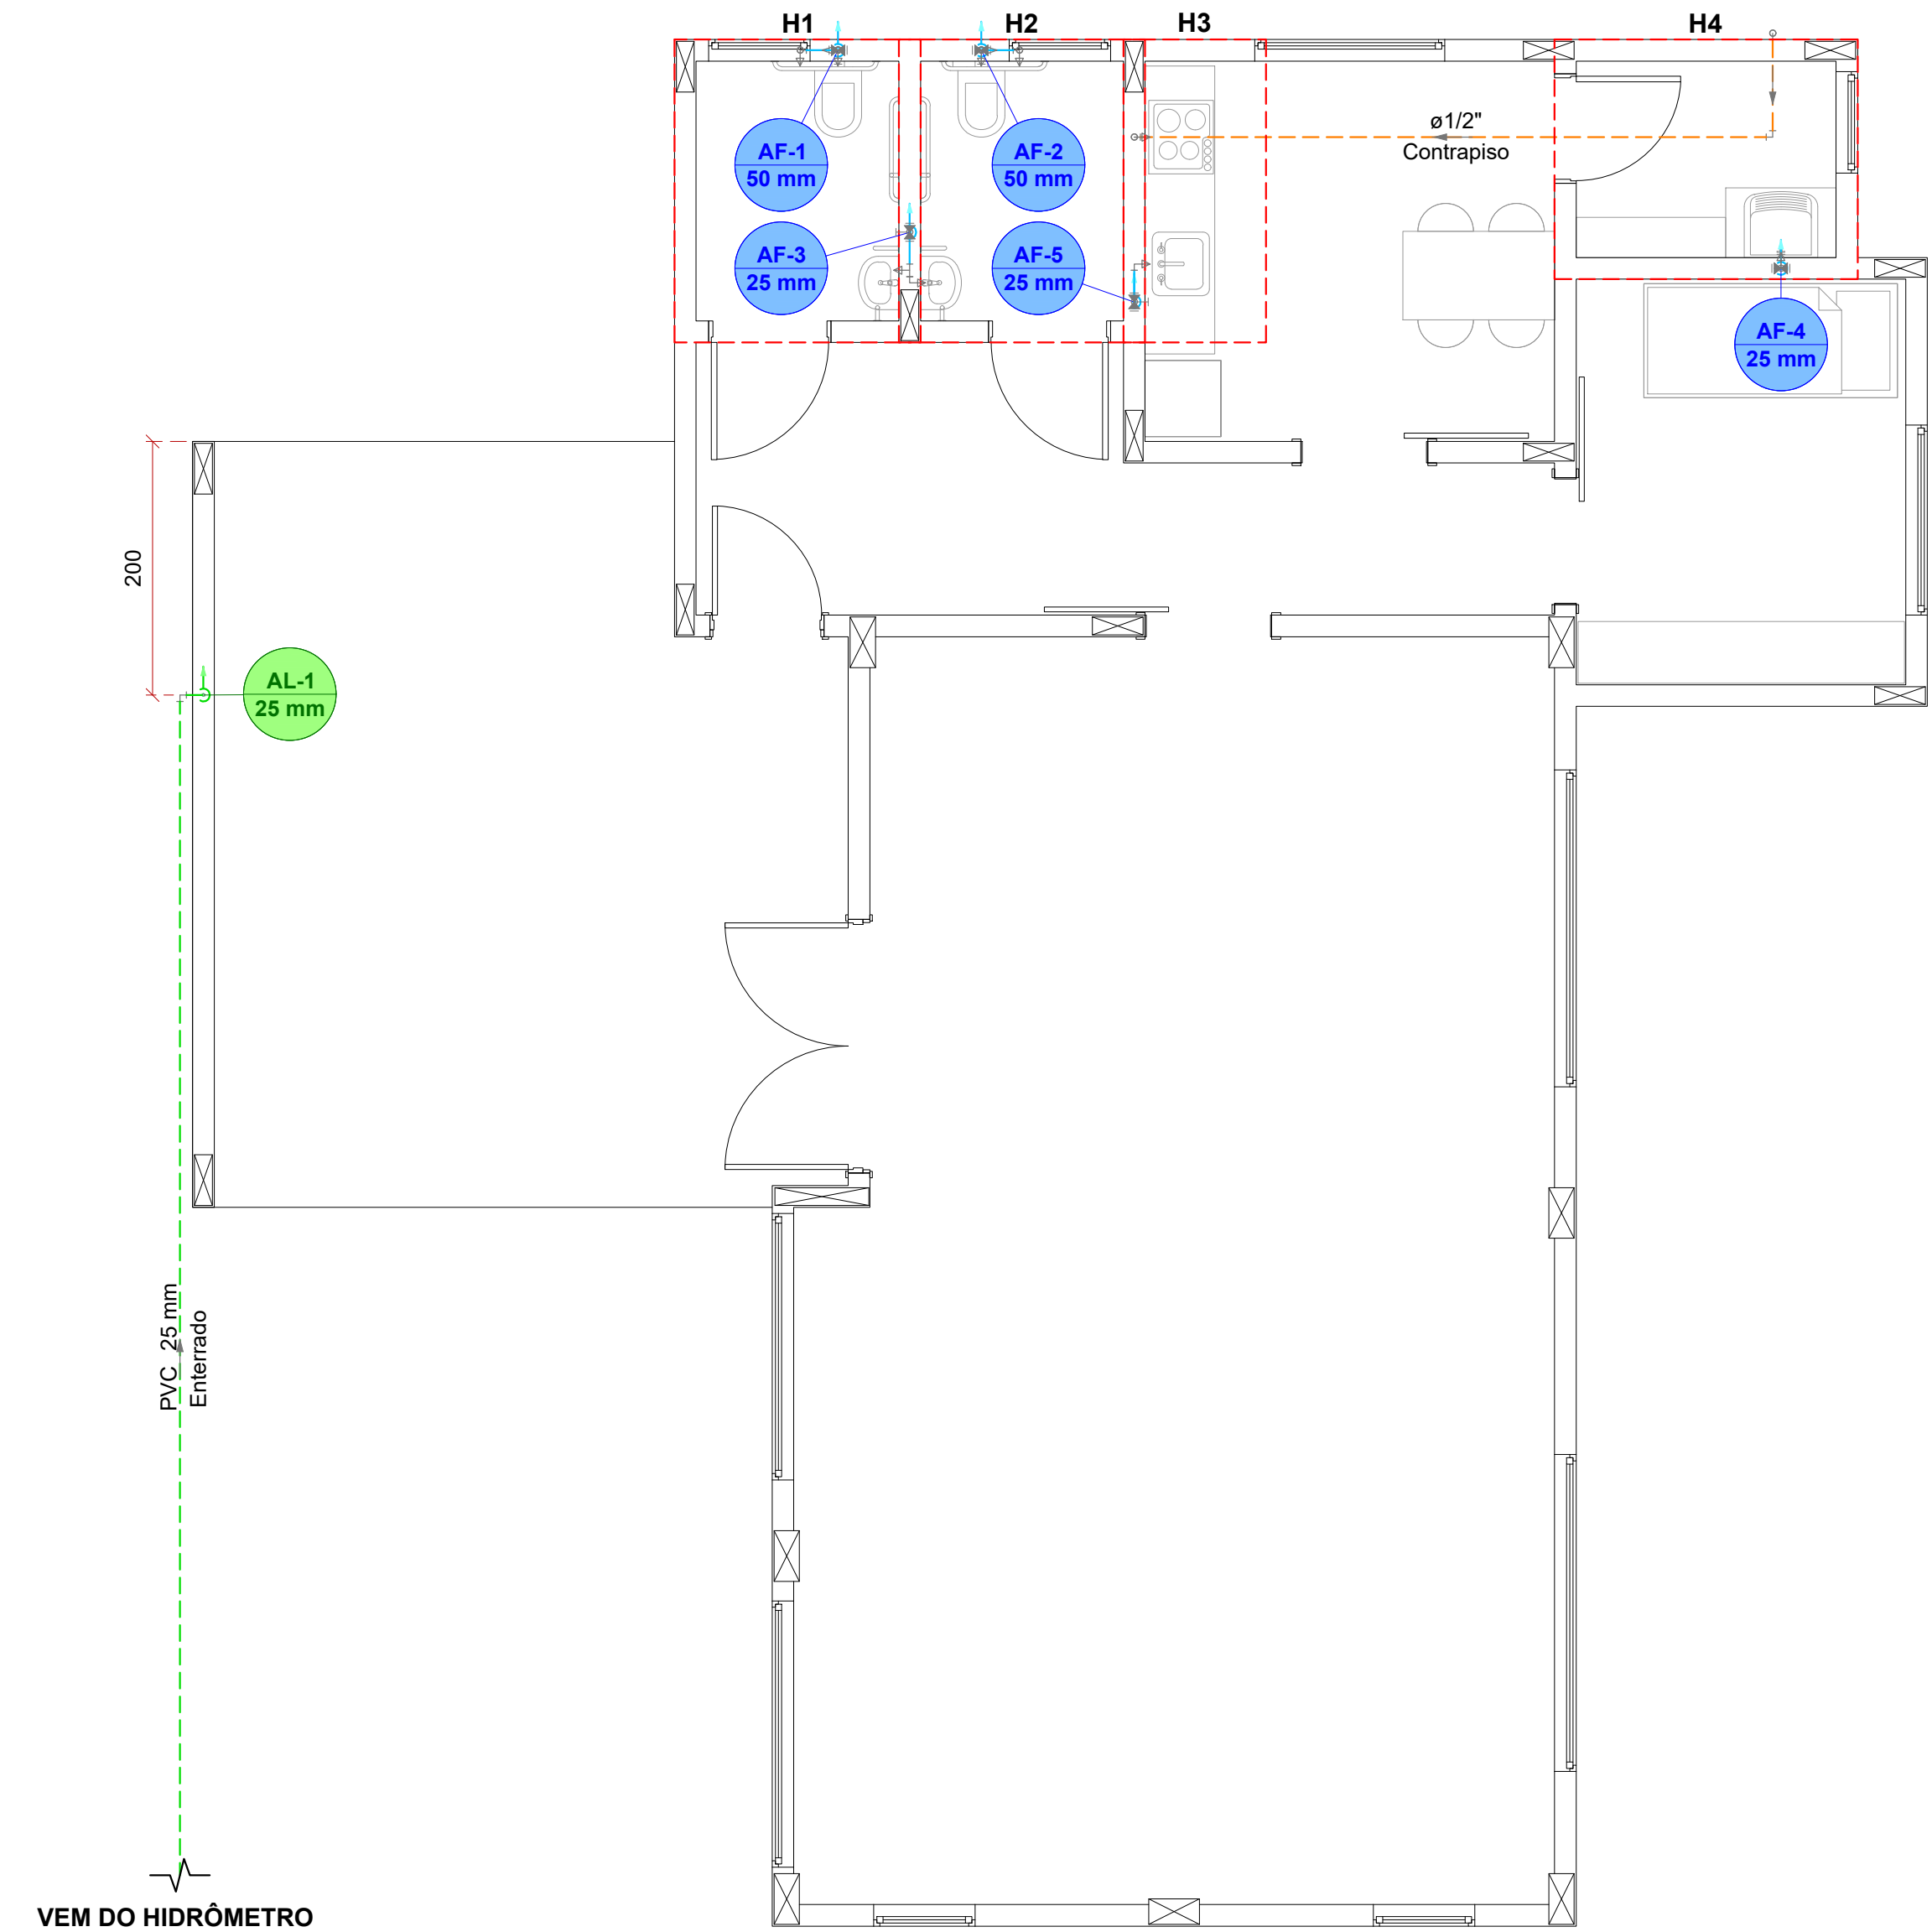 H1
H2
H3
H4
ø1/2"
Contrapiso
AF-1
50 mm
AF-2
50 mm
AF-3
25 mm
AF-5
25 mm
AF-4
25 mm
200
AL-1
25 mm
PVC 25 mm
Enterrado
VEM DO HIDRÔMETRO